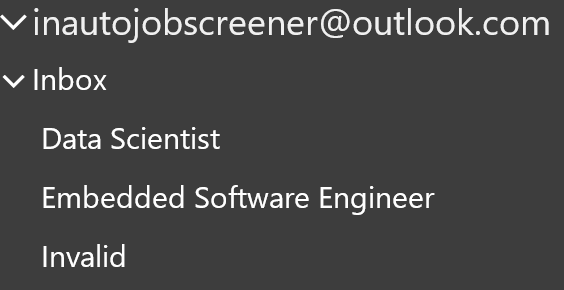 inautojobscreener@outlook.com
Inbox
Data Scientist
Embedded Software Engineer
Invalid